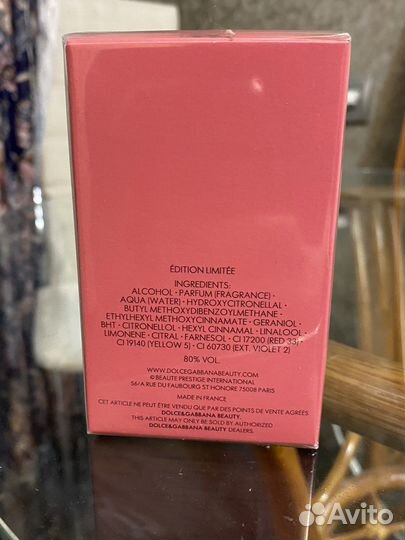 ÉDITION LIMITÉE
INGREDIENTS:
ALCOHOL • PARFUM (FRAGRANCE) •
AQUA (WATER) • HYDROXYCITRONELLAL •
BUTYL METHOXYDIBENZOYLMETHANE •
ETHYLHEXYL METHOXYCINNAMATE • GERANIOL •
BHT • CITRONELLOL • HEXYL CINNAMAL • LINALOOL •
LIMONENE • CITRAL • FARNESOL • CI 17200 (RED 33) •
CI 19140 (YELLOW 5) • CI 60730 (EXT. VIOLET 2)
80% VOL.
WWW.DOLCEGABBANABEAUTY.COM
© BEAUTE PRESTIGE INTERNATIONAL
56/A RUE DU FAUBOURG ST HONORE 75008 PARIS
MADE IN FRANCE
CET ARTICLE NE PEUT ÊTRE VENDU QUE PAR DES POINTS DE VENTE AGRÉÉS
DOLCE&GABBANA BEAUTY.
THIS ARTICLE MAY ONLY BE SOLD BY AUTHORIZED
DOLCE&GABBANA BEAUTY DEALERS.
Avito